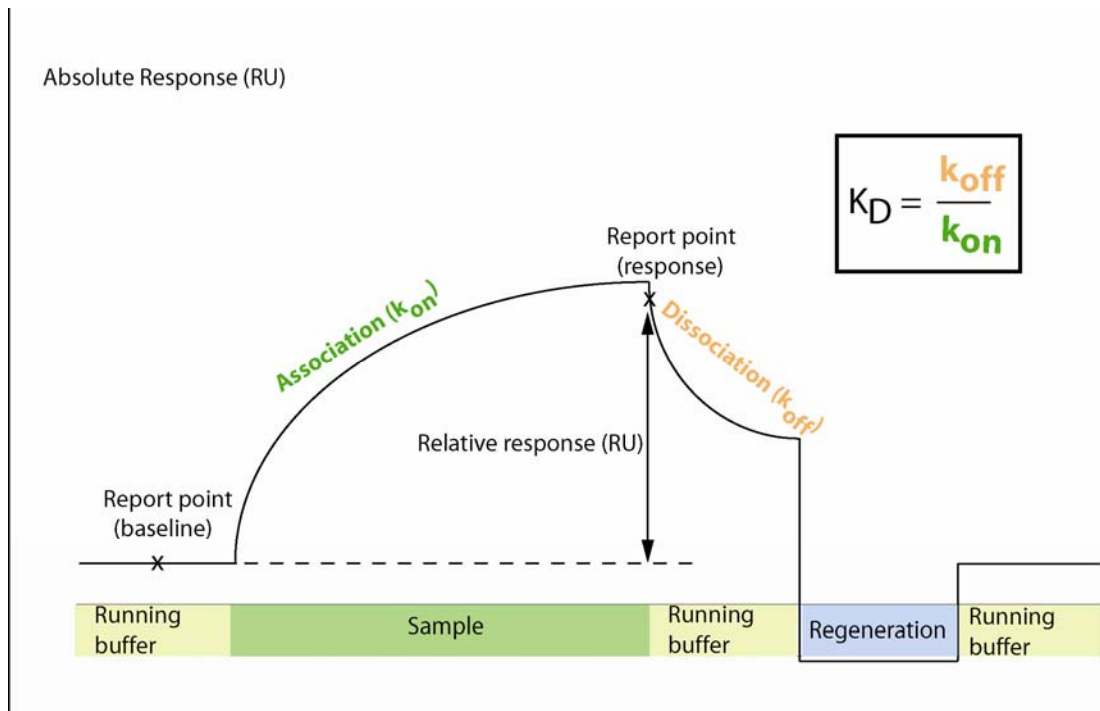 Absolute Response (RU)
K_D = k_off / k_on
Report point
(response)
Association (k_on)
Dissociation (k_off)
Relative response (RU)
Report point
(baseline)
x
x
Running
buffer
Sample
Running
buffer
Regeneration
Running
buffer